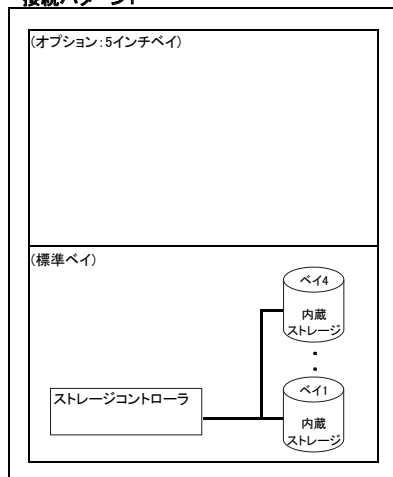 (オプション:5インチベイ)
(標準ベイ)
ベイ4
内蔵
ストレージ
・
・
ストレージコントローラ
ベイ1
内蔵
ストレージ